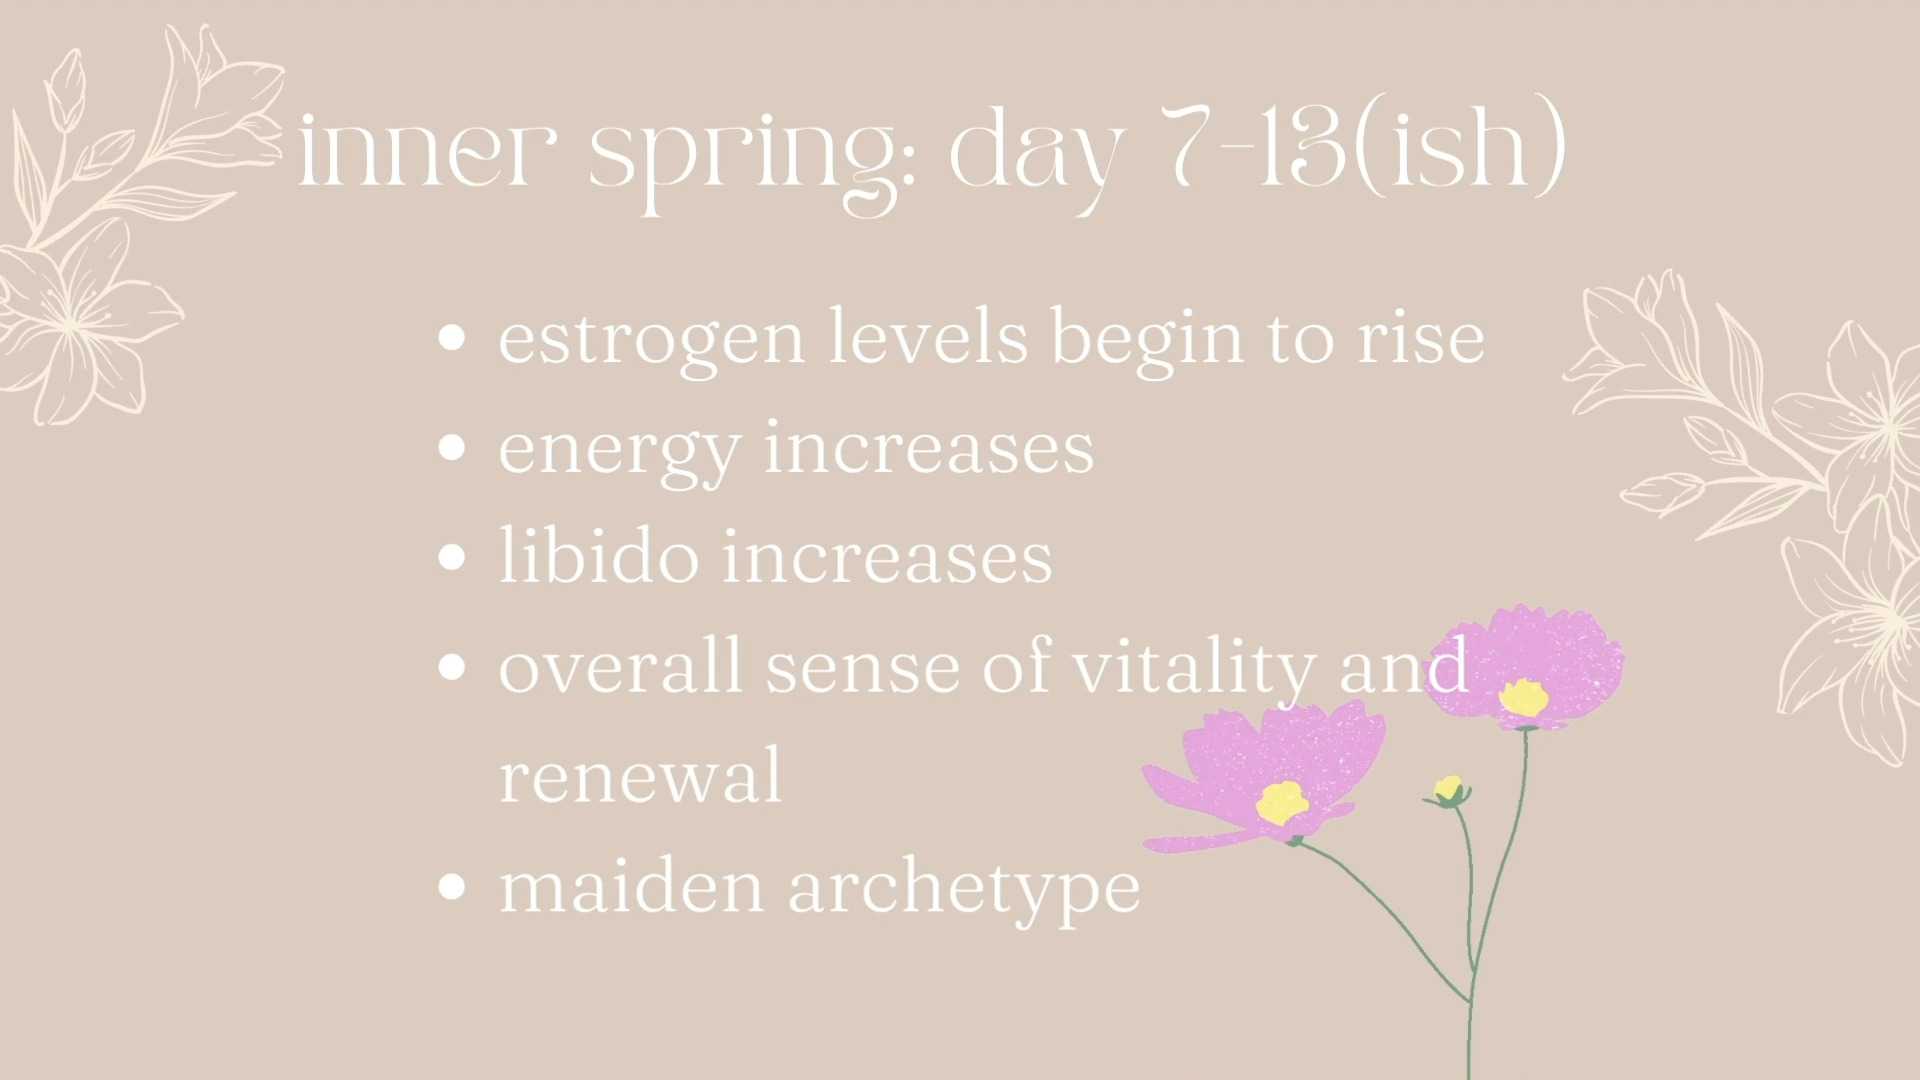 inner spring: day 7-13(ish)
• estrogen levels begin to rise
• energy increases
• libido increases
• overall sense of vitality and
renewal
• maiden archetype